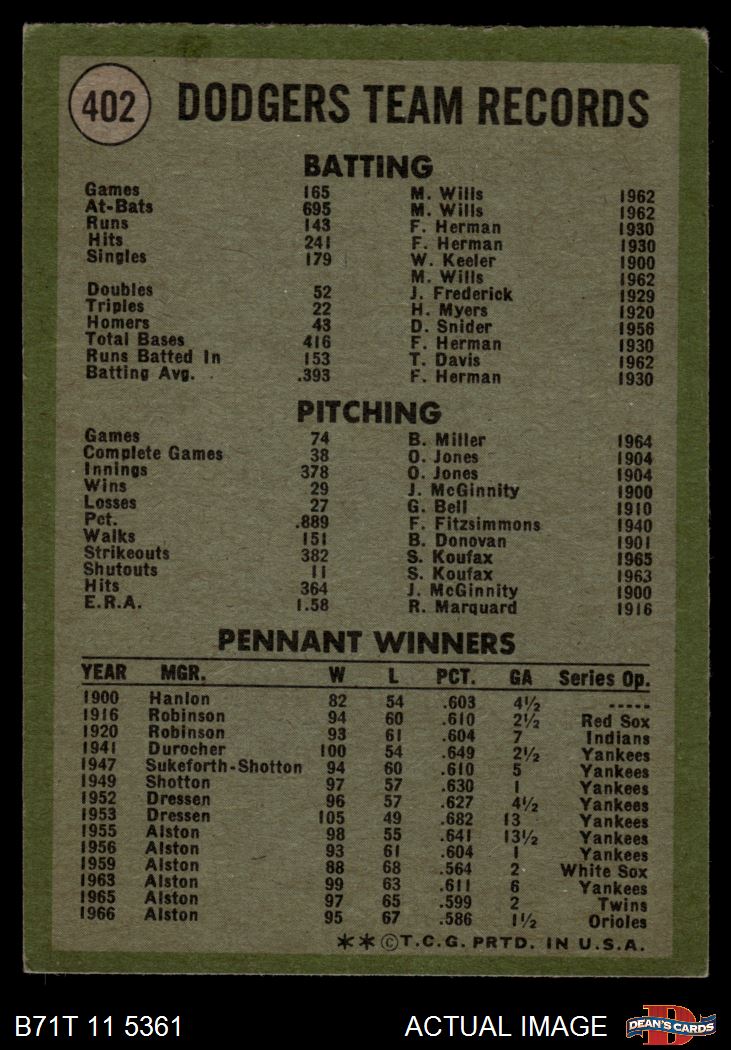 402 DODGERS TEAM RECORDS
BATTING
Games 165 M. Wills 1962
At-Bats 695 M. Wills 1962
Runs 143 F. Herman 1930
Hits 241 F. Herman 1930
Singles 179 W. Keeler 1900
M. Wills 1962
Doubles 52 J. Frederick 1929
Triples 22 H. Myers 1920
Homers 43 D. Snider 1956
Total Bases 416 F. Herman 1930
Runs Batted In 153 T. Davis 1962
Batting Avg. .393 F. Herman 1930
PITCHING
Games 74 B. Miller 1964
Complete Games 38 O. Jones 1904
Innings 378 O. Jones 1904
Wins 29 J. McGinnity 1900
Losses 27 G. Bell 1910
Pct. .889 F. Fitzsimmons 1940
Walks 151 B. Donovan 1901
Strikeouts 382 S. Koufax 1965
Shutouts 11 S. Koufax 1963
Hits 364 J. McGinnity 1900
E.R.A. 1.58 R. Marquard 1916
PENNANT WINNERS
YEAR MGR. W L PCT. GA Series Op.
1900 Hanlon 82 54 .603 4½ -----
1916 Robinson 94 60 .610 2½ Red Sox
1920 Robinson 93 61 .604 7 Indians
1941 Durocher 100 54 .649 2½ Yankees
1947 Sukeforth-Shotton 94 60 .610 5 Yankees
1949 Shotton 97 57 .630 1 Yankees
1952 Dressen 96 57 .627 4½ Yankees
1953 Dressen 105 49 .682 13 Yankees
1955 Alston 98 55 .641 13½ Yankees
1956 Alston 93 61 .604 1 Yankees
1959 Alston 88 68 .564 2 White Sox
1963 Alston 99 63 .611 6 Yankees
1965 Alston 97 65 .599 2 Twins
1966 Alston 95 67 .586 1½ Orioles
**©T.C.G. PRTD. IN U.S.A.
B71T 11 5361 ACTUAL IMAGE DEAN'S CARDS